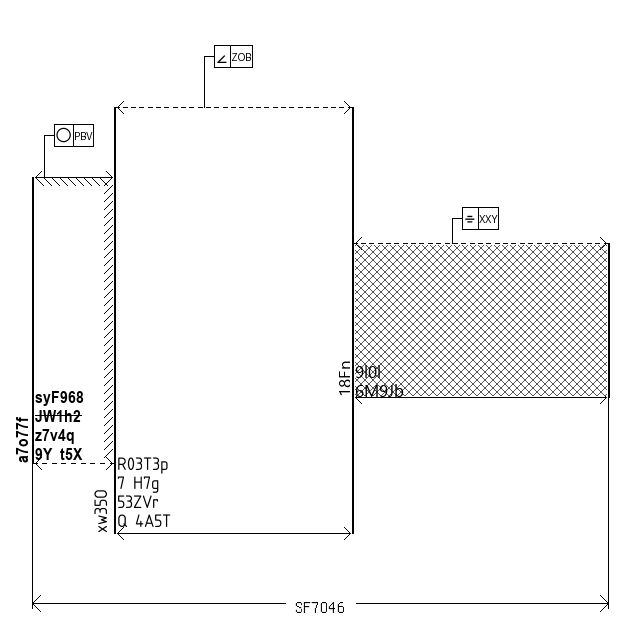 ZOB
PBV
XXY
syF968
JW1h2
z7v4q
9Y t5X
a7o77f
R03T3p
7 H7g
53ZVr
Q 4A5T
xw350
18Fn
9l0l
6M9Jb
SF7046